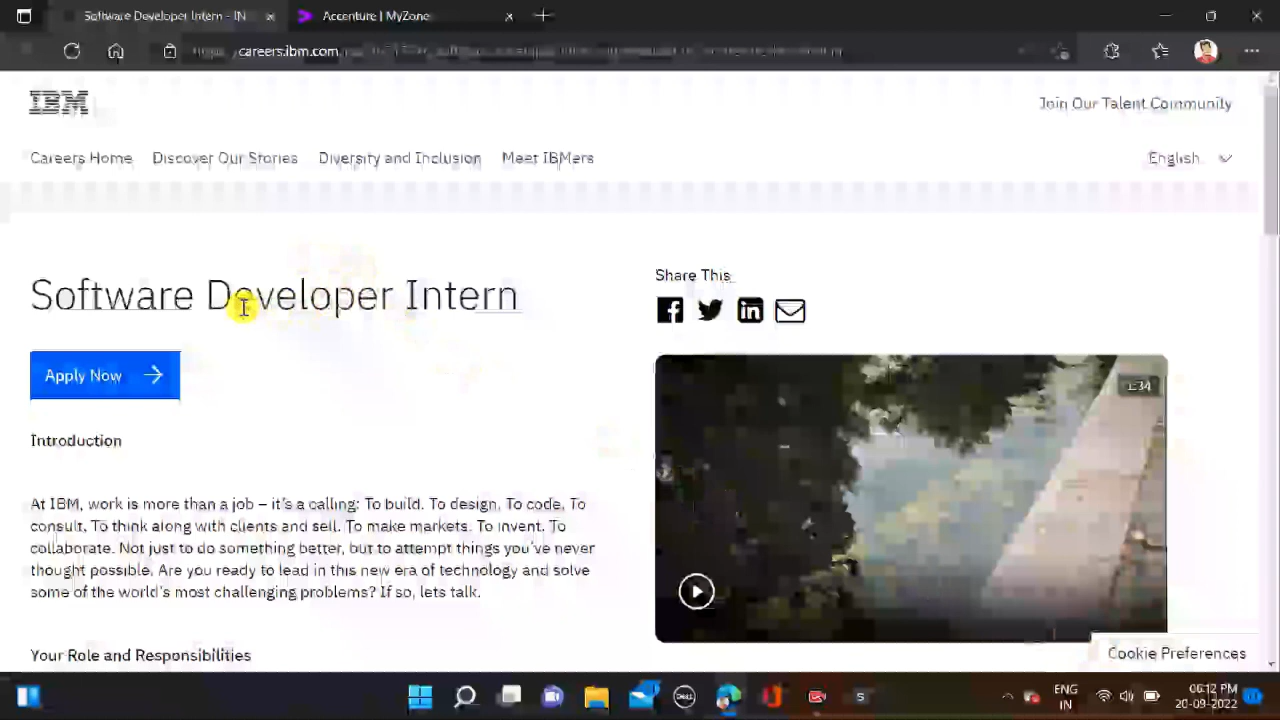 Software Developer Intern - IN
Accenture | MyZone
careers.ibm.com
IBM
Join Our Talent Community
Careers Home Discover Our Stories Diversity and Inclusion Meet IBMers
English
Software Developer Intern
Share This
Apply Now
1:34
Introduction
At IBM, work is more than a job – it's a calling: To build. To design. To code. To
consult. To think along with clients and sell. To make markets. To invent. To
collaborate. Not just to do something better, but to attempt things you've never
thought possible. Are you ready to lead in this new era of technology and solve
some of the world's most challenging problems? If so, lets talk.
Your Role and Responsibilities
Cookie Preferences
DELL
S
ENG
IN
06:12 PM
20-09-2022